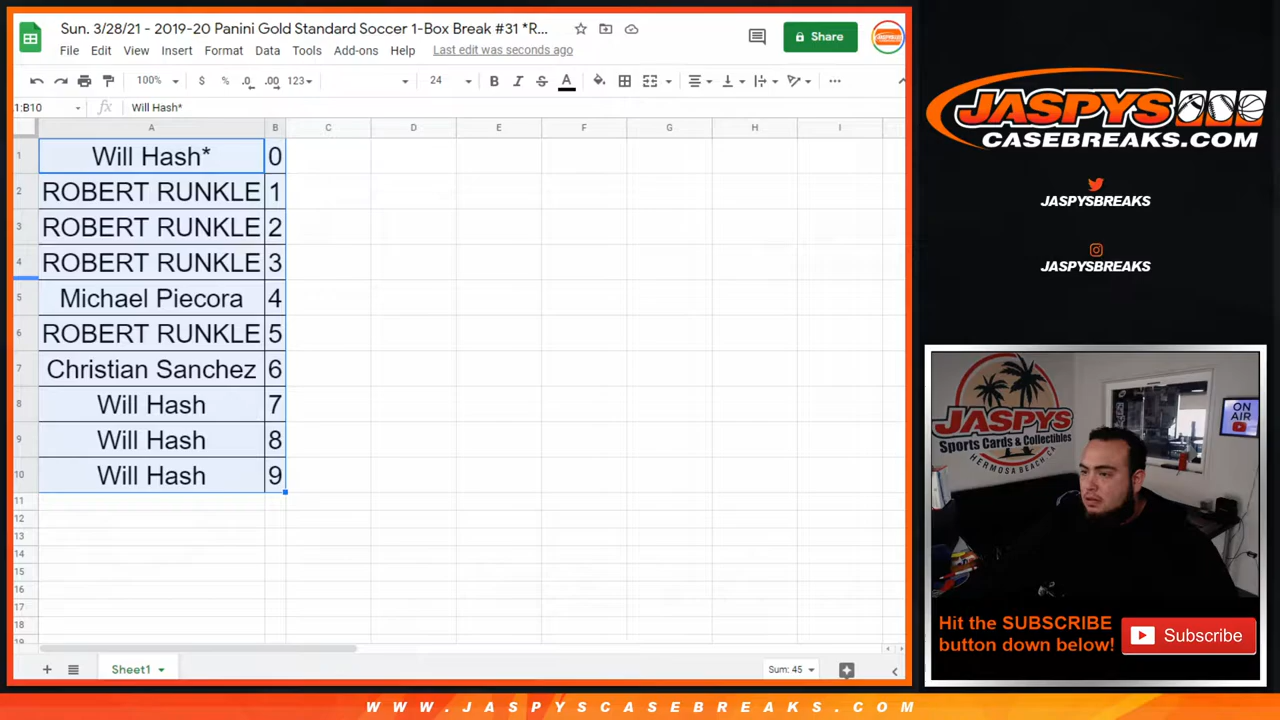 Sun. 3/28/21 - 2019-20 Panini Gold Standard Soccer 1-Box Break #31 *R...
Share
File Edit View Insert Format Data Tools Add-ons Help Last edit was seconds ago
100% $ % .0 .00 123 24 B I S A
1:B10 fx Will Hash*
A B C D E F G H I
1 Will Hash* 0
2 ROBERT RUNKLE 1
3 ROBERT RUNKLE 2
4 ROBERT RUNKLE 3
5 Michael Piecora 4
6 ROBERT RUNKLE 5
7 Christian Sanchez 6
8 Will Hash 7
9 Will Hash 8
10 Will Hash 9
11
12
13
14
15
16
17
18
19
Sheet1
Sum: 45
JASPYS
CASEBREAKS.COM
JASPYSBREAKS
JASPYSBREAKS
JASPYS
Sports Cards & Collectibles
HERMOSA BEACH, CA
ON AIR
Hit the SUBSCRIBE
button down below!
Subscribe
WWW.JASPYSCASEBREAKS.COM